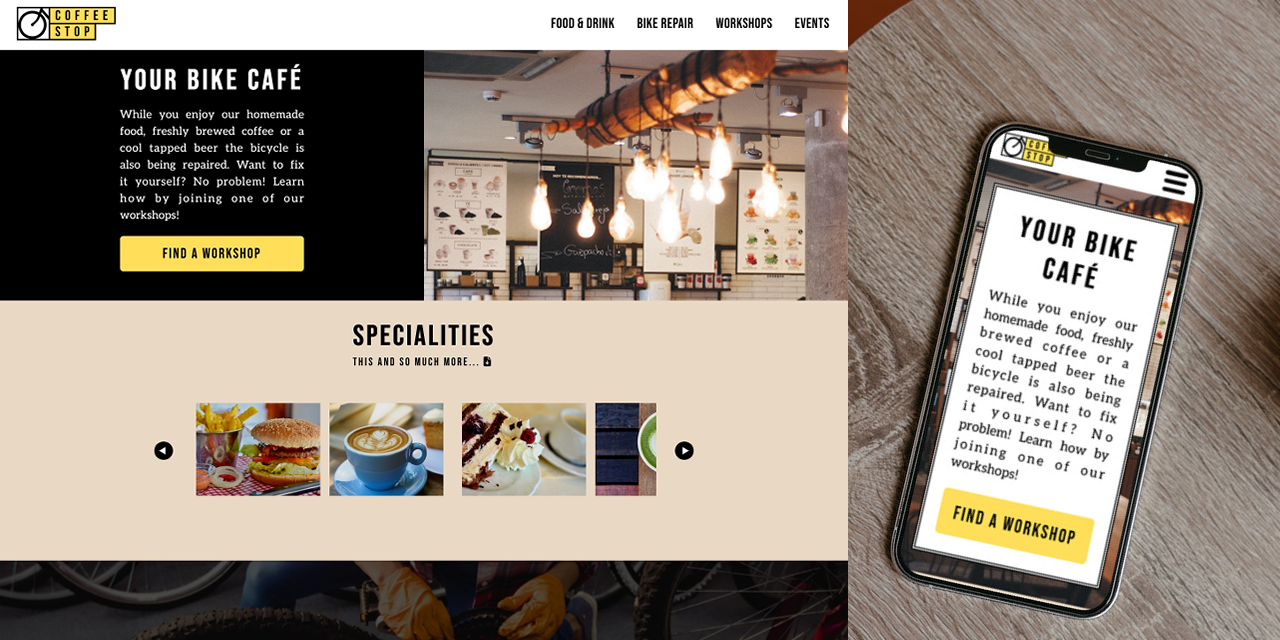 COFFEE
STOP
FOOD & DRINK
BIKE REPAIR
WORKSHOPS
EVENTS
YOUR BIKE CAFÉ
While you enjoy our homemade
food, freshly brewed coffee or a
cool tapped beer the bicycle is
also being repaired. Want to fix
it yourself? No problem! Learn
how by joining one of our
workshops!
FIND A WORKSHOP
SPECIALITIES
THIS AND SO MUCH MORE...
STOP
YOUR BIKE
CAFÉ
While you enjoy our
homemade food, freshly
brewed coffee or a
cool tapped beer the
bicycle is also being
repaired. Want to fix
it yourself? No
problem! Learn how by
joining one of our
workshops!
FIND A WORKSHOP